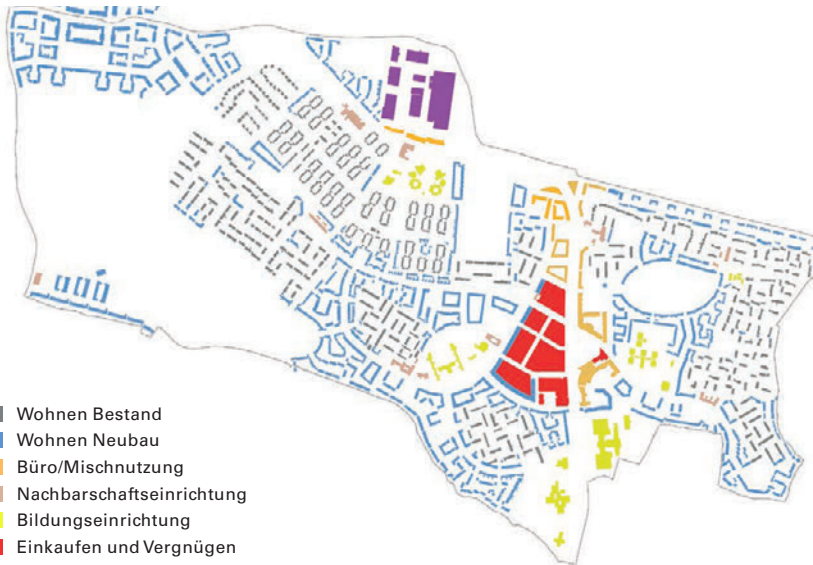 Wohnen Bestand
Wohnen Neubau
Büro/Mischnutzung
Nachbarschaftseinrichtung
Bildungseinrichtung
Einkaufen und Vergnügen